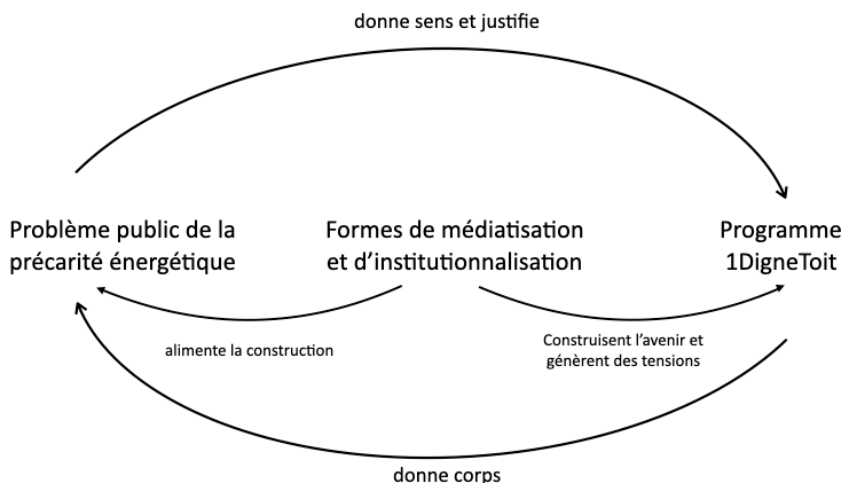 donne sens et justifie
Problème public de la
précarité énergétique
Formes de médiatisation
et d’institutionnalisation
Programme
1DigneToit
alimente la construction
Construisent l’avenir et
génèrent des tensions
donne corps